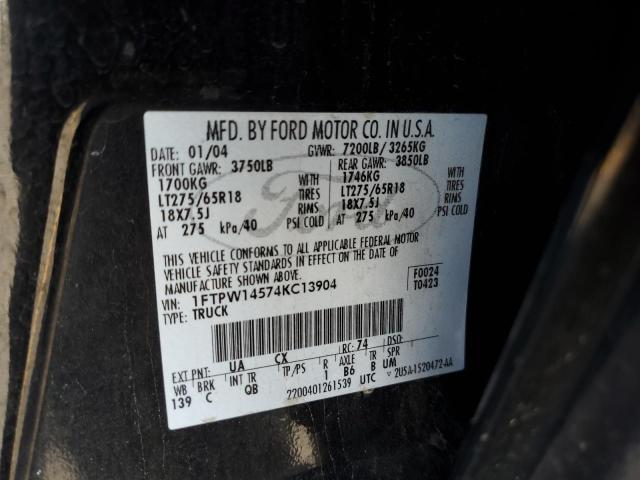 MFD. BY FORD MOTOR CO. IN U.S.A.
DATE: 01/04 GVWR: 7200LB/ 3265KG
FRONT GAWR: 3750LB REAR GAWR: 3850LB
1700KG WITH 1746KG WITH
LT275/65R18 TIRES LT275/65R18 TIRES
18X7.5J RIMS 18X7.5J RIMS
AT 275 kPa/40 PSI COLD AT 275 kPa/40 PSI COLD
Ford
THIS VEHICLE CONFORMS TO ALL APPLICABLE FEDERAL MOTOR
VEHICLE SAFETY STANDARDS IN EFFECT ON THE DATE OF
MANUFACTURE SHOWN ABOVE.
VIN: 1FTPW14574KC13904 F0024
TYPE: TRUCK T0423
EXT PNT: UA CX RC: 74 DSO:
WB BRK INT TR TP/PS R AXLE TR SPR
139 C QB 1 B6 B UM
2200401261539 UTC ▽ 2USA-1520472-AA